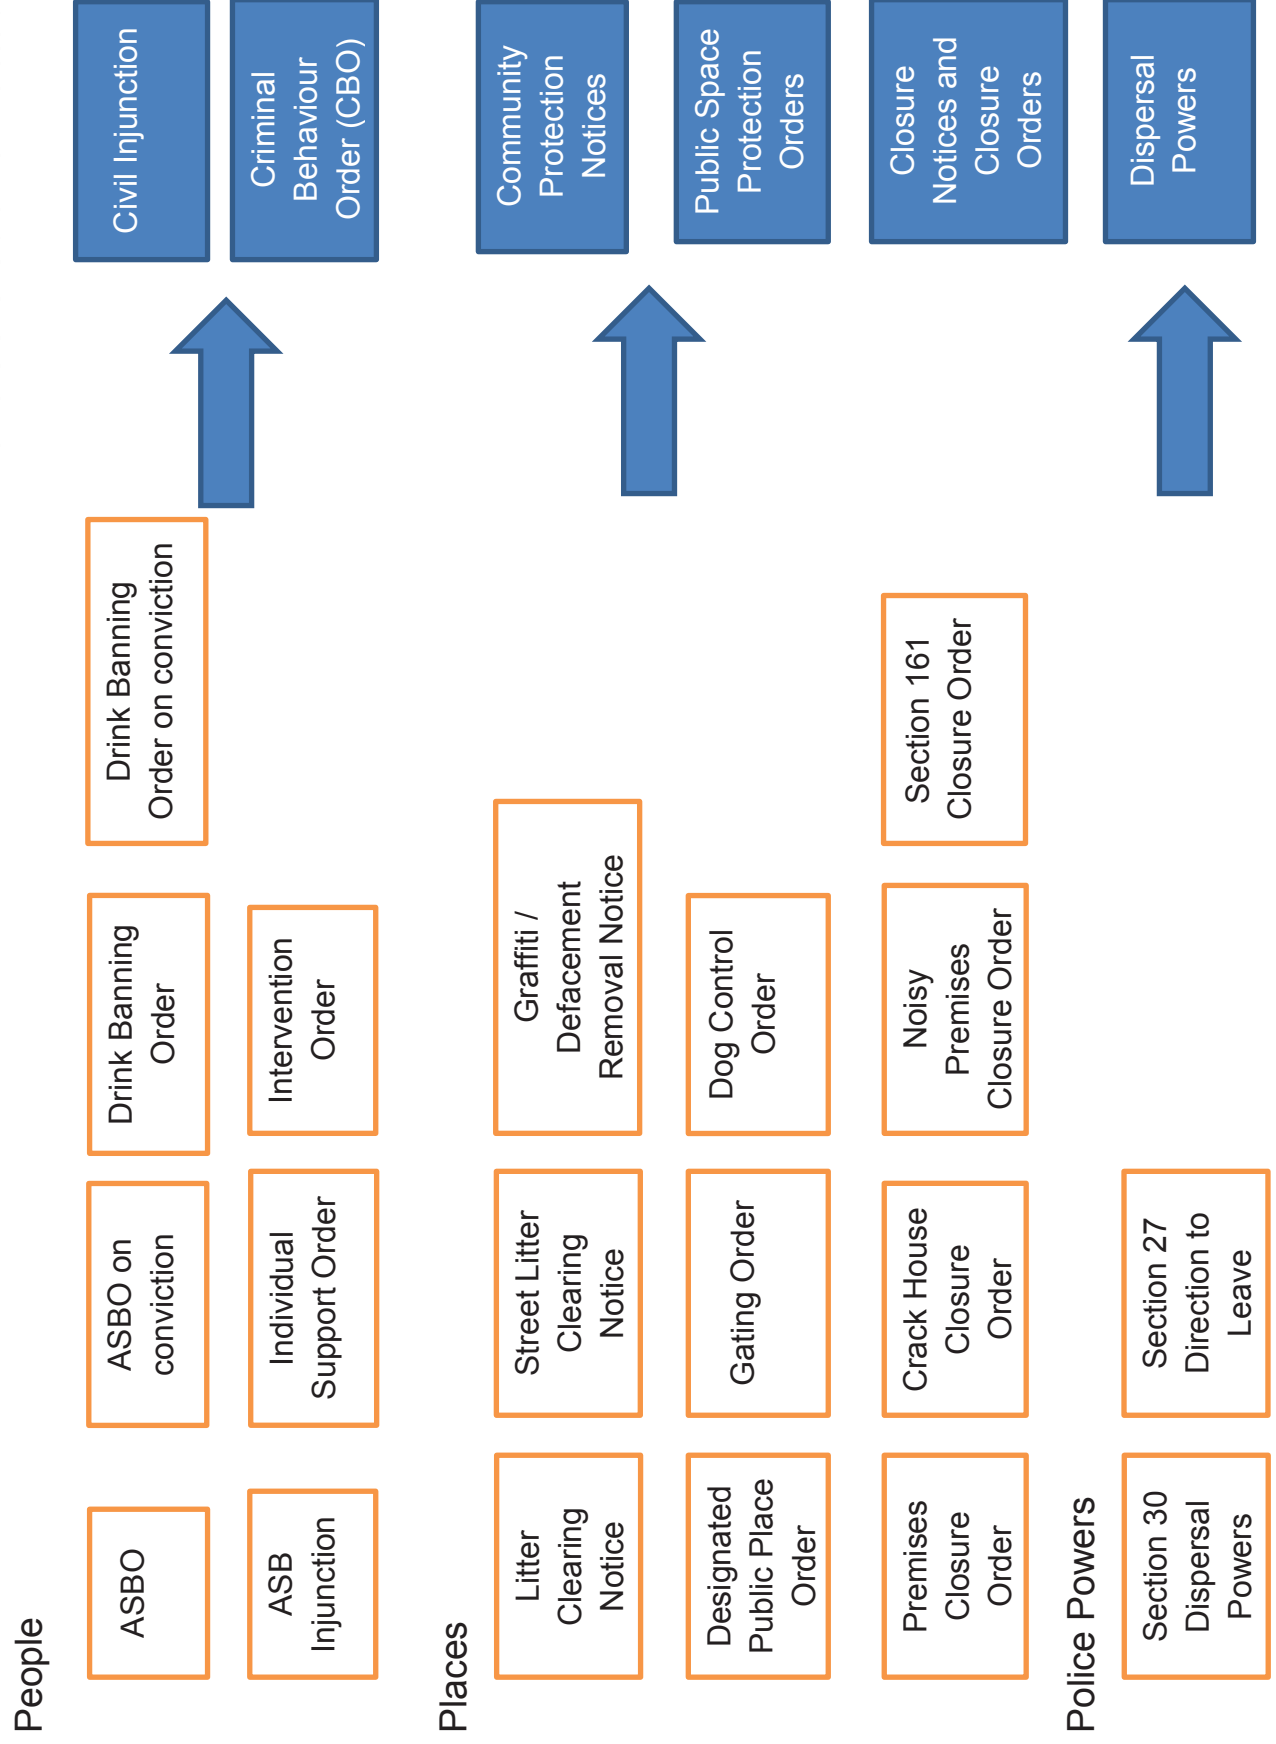 People
ASBO
ASBO on
conviction
Drink Banning
Order
Drink Banning
Order on conviction
Civil Injunction
ASB
Injunction
Individual
Support Order
Intervention
Order
Criminal
Behaviour
Order (CBO)
Places
Litter
Clearing
Notice
Street Litter
Clearing
Notice
Graffiti /
Defacement
Removal Notice
Community
Protection
Notices
Designated
Public Place
Order
Gating Order
Dog Control
Order
Public Space
Protection
Orders
Premises
Closure
Order
Crack House
Closure
Order
Noisy
Premises
Closure Order
Section 161
Closure Order
Closure
Notices and
Closure
Orders
Police Powers
Section 30
Dispersal
Powers
Section 27
Direction to
Leave
Dispersal
Powers